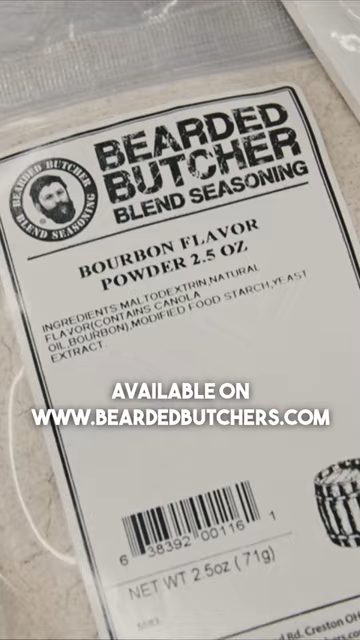 BEARDED BUTCHER
BLEND SEASONING
BEARDED
BUTCHER
BLEND SEASONING
BOURBON FLAVOR
POWDER 2.5 OZ
INGREDIENTS:MALTODEXTRIN,NATURAL
FLAVOR(CONTAINS CANOLA
OIL,BOURBON),MODIFIED FOOD STARCH,YEAST
EXTRACT
AVAILABLE ON
WWW.BEARDEDBUTCHERS.COM
6 38392 00116 1
NET WT 2.5oz (71g)
Rd. Creston OH